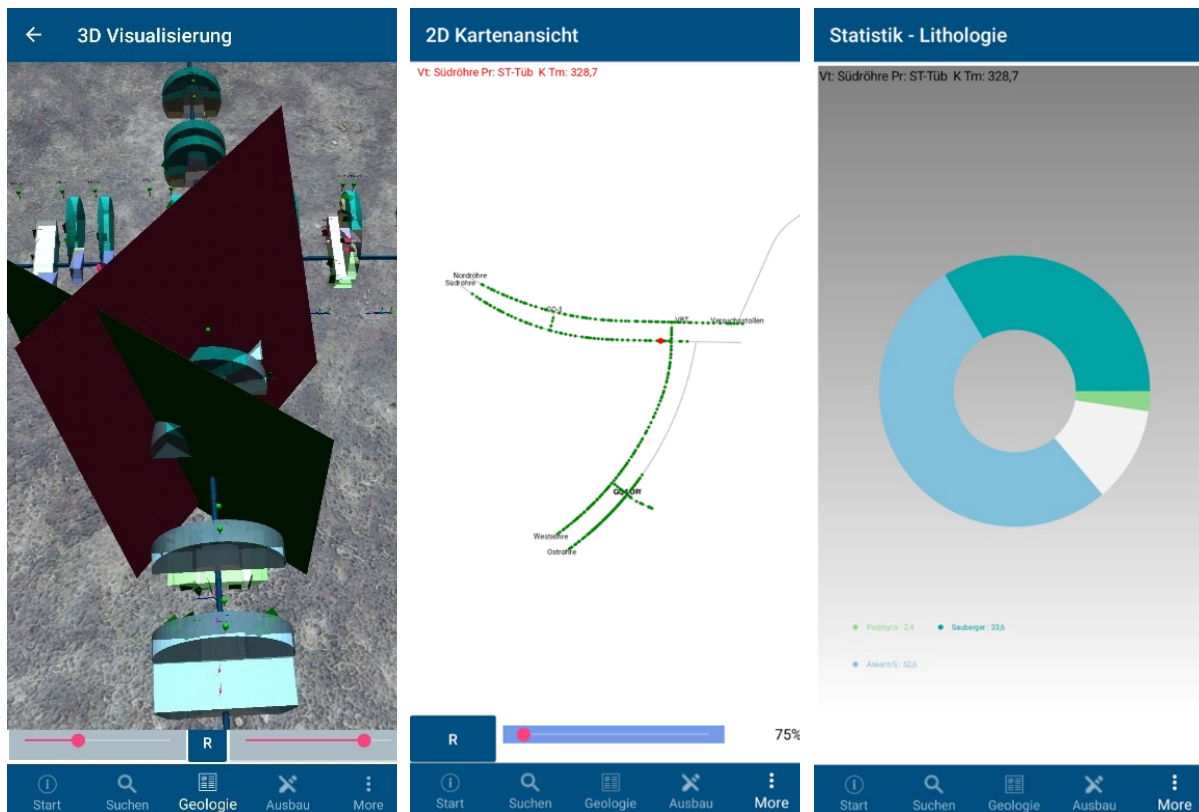 3D Visualisierung
R
Start
Suchen
Geologie
Ausbau
More
2D Kartenansicht
Vt: Südröhre Pr: ST-Tüb K Tm: 328,7
Nordröhre
Südröhre
VKT
Versuchsstollen
Weströhre
Oströhre
R
75%
Start
Suchen
Geologie
Ausbau
More
Statistik - Lithologie
Vt: Südröhre Pr: ST-Tüb K Tm: 328,7
Porphyroi : 2,4
Sauberger : 33,6
Ankerit/S : 52,6
Start
Suchen
Geologie
Ausbau
More